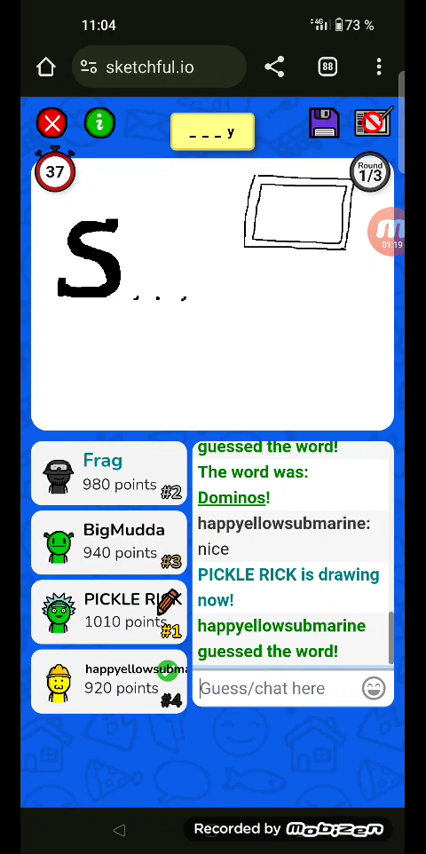 11:04
4G 73 %
sketchful.io
88
_ _ _ y
37
Round
1/3
S
01:19
Frag
980 points
#2
BigMudda
940 points
#3
PICKLE RICK
1010 points
#1
happyellowsubma
920 points
#4
guessed the word!
The word was:
Dominos!
happyellowsubmarine:
nice
PICKLE RICK is drawing
now!
happyellowsubmarine
guessed the word!
Guess/chat here
Recorded by mobizen